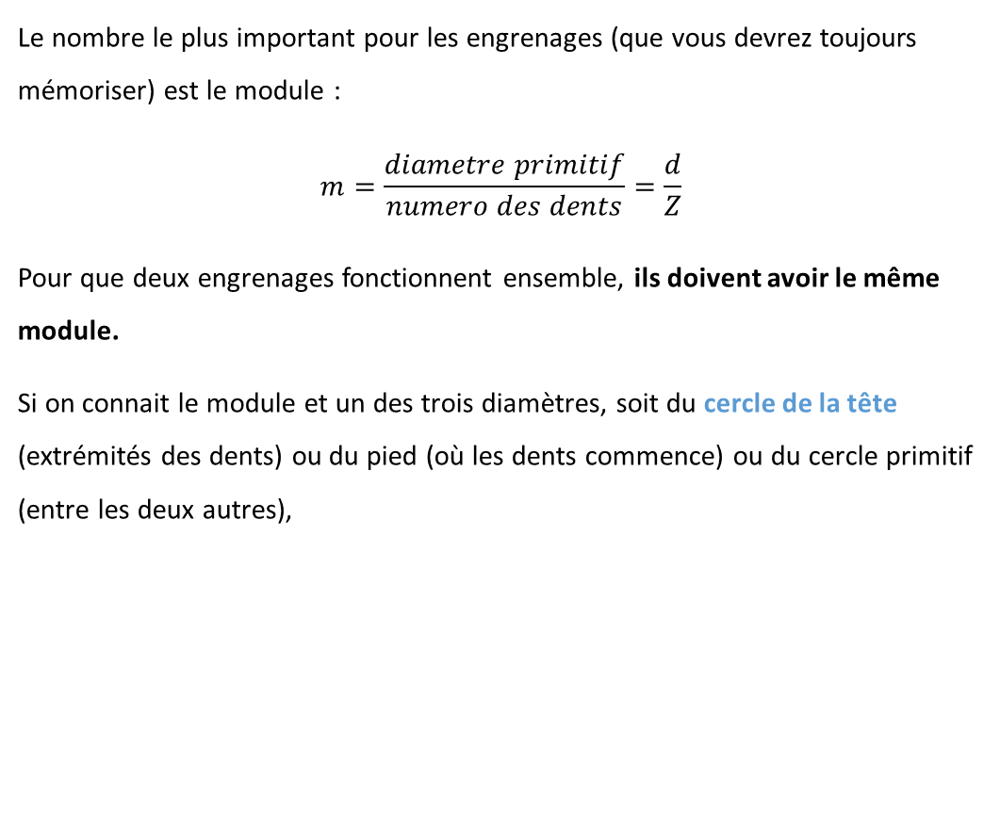 Le nombre le plus important pour les engrenages (que vous devrez toujours
mémoriser) est le module :
m = diametre primitif / numero des dents = d / Z
Pour que deux engrenages fonctionnent ensemble, ils doivent avoir le même
module.
Si on connait le module et un des trois diamètres, soit du cercle de la tête
(extrémités des dents) ou du pied (où les dents commence) ou du cercle primitif
(entre les deux autres),